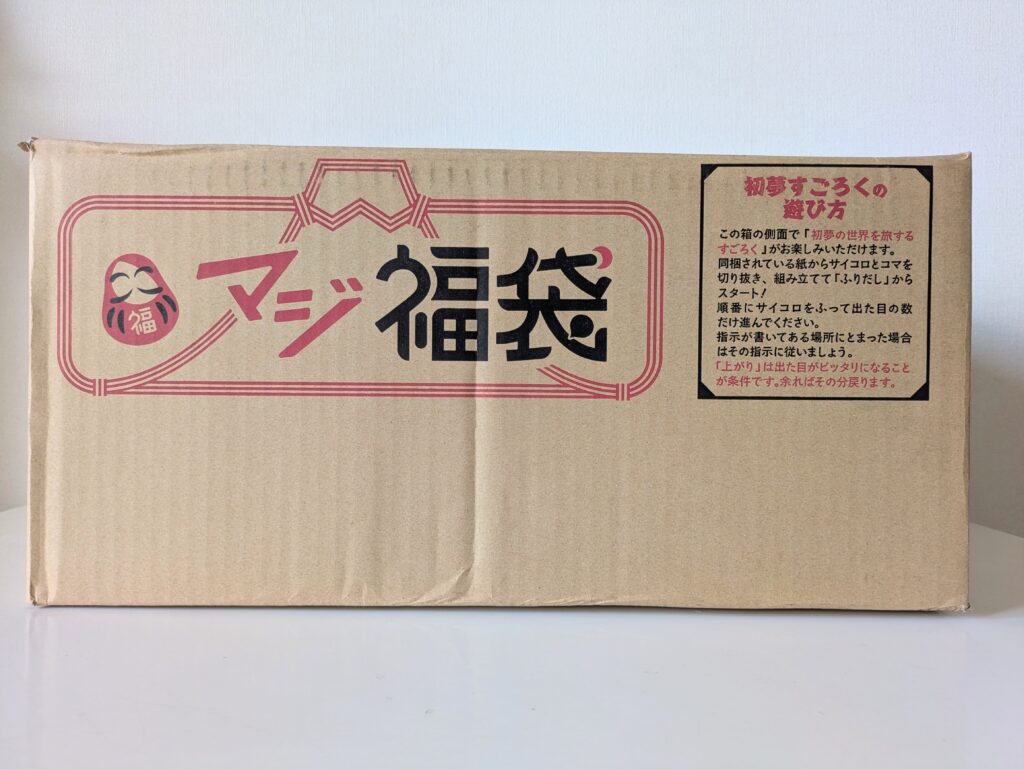 福
マジ福袋
初夢すごろくの
遊び方
この箱の側面で「初夢の世界を旅する
すごろく」がお楽しみいただけます。
同梱されている紙からサイコロとコマを
切り抜き、組み立てて「ふりだし」から
スタート!
順番にサイコロをふって出た目の数
だけ進んでください。
指示が書いてある場所にとまった場合
はその指示に従いましょう。
「上がり」は出た目がピッタリになること
が条件です。余ればその分戻ります。